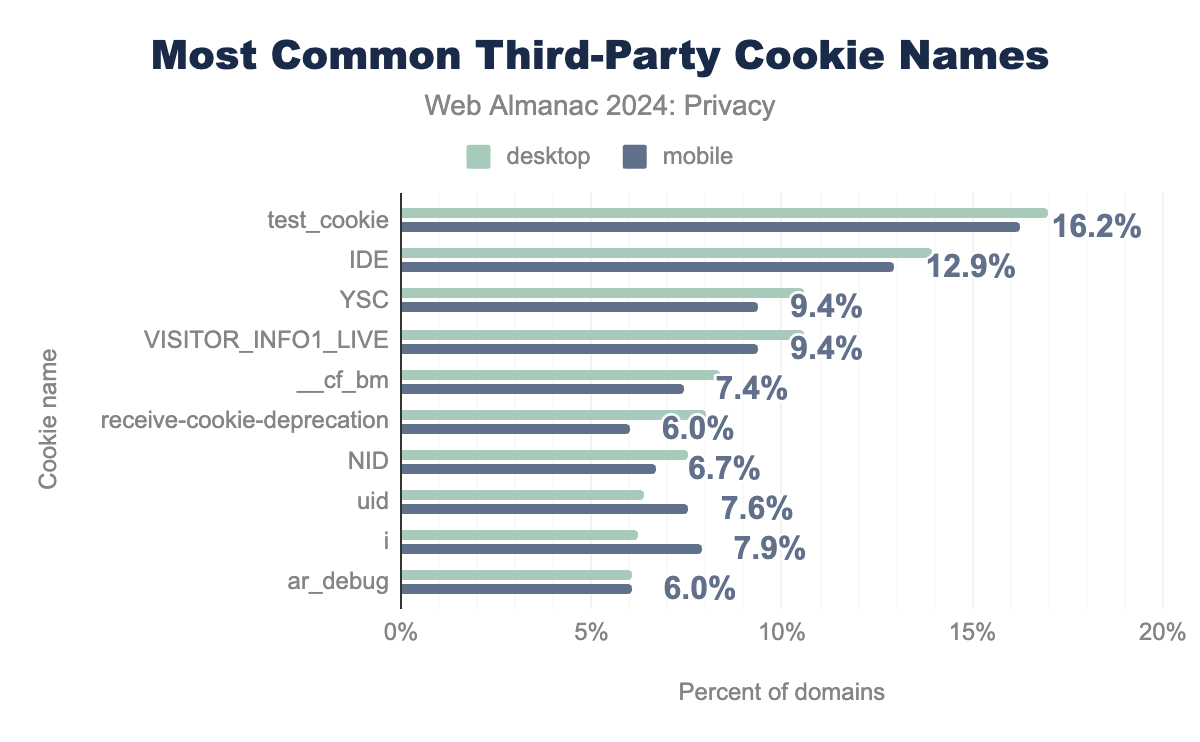 Most Common Third-Party Cookie Names
Web Almanac 2024: Privacy
desktop
mobile
Cookie name
test_cookie
16.2%
IDE
12.9%
YSC
9.4%
VISITOR_INFO1_LIVE
9.4%
__cf_bm
7.4%
receive-cookie-deprecation
6.0%
NID
6.7%
uid
7.6%
i
7.9%
ar_debug
6.0%
0%
5%
10%
15%
20%
Percent of domains